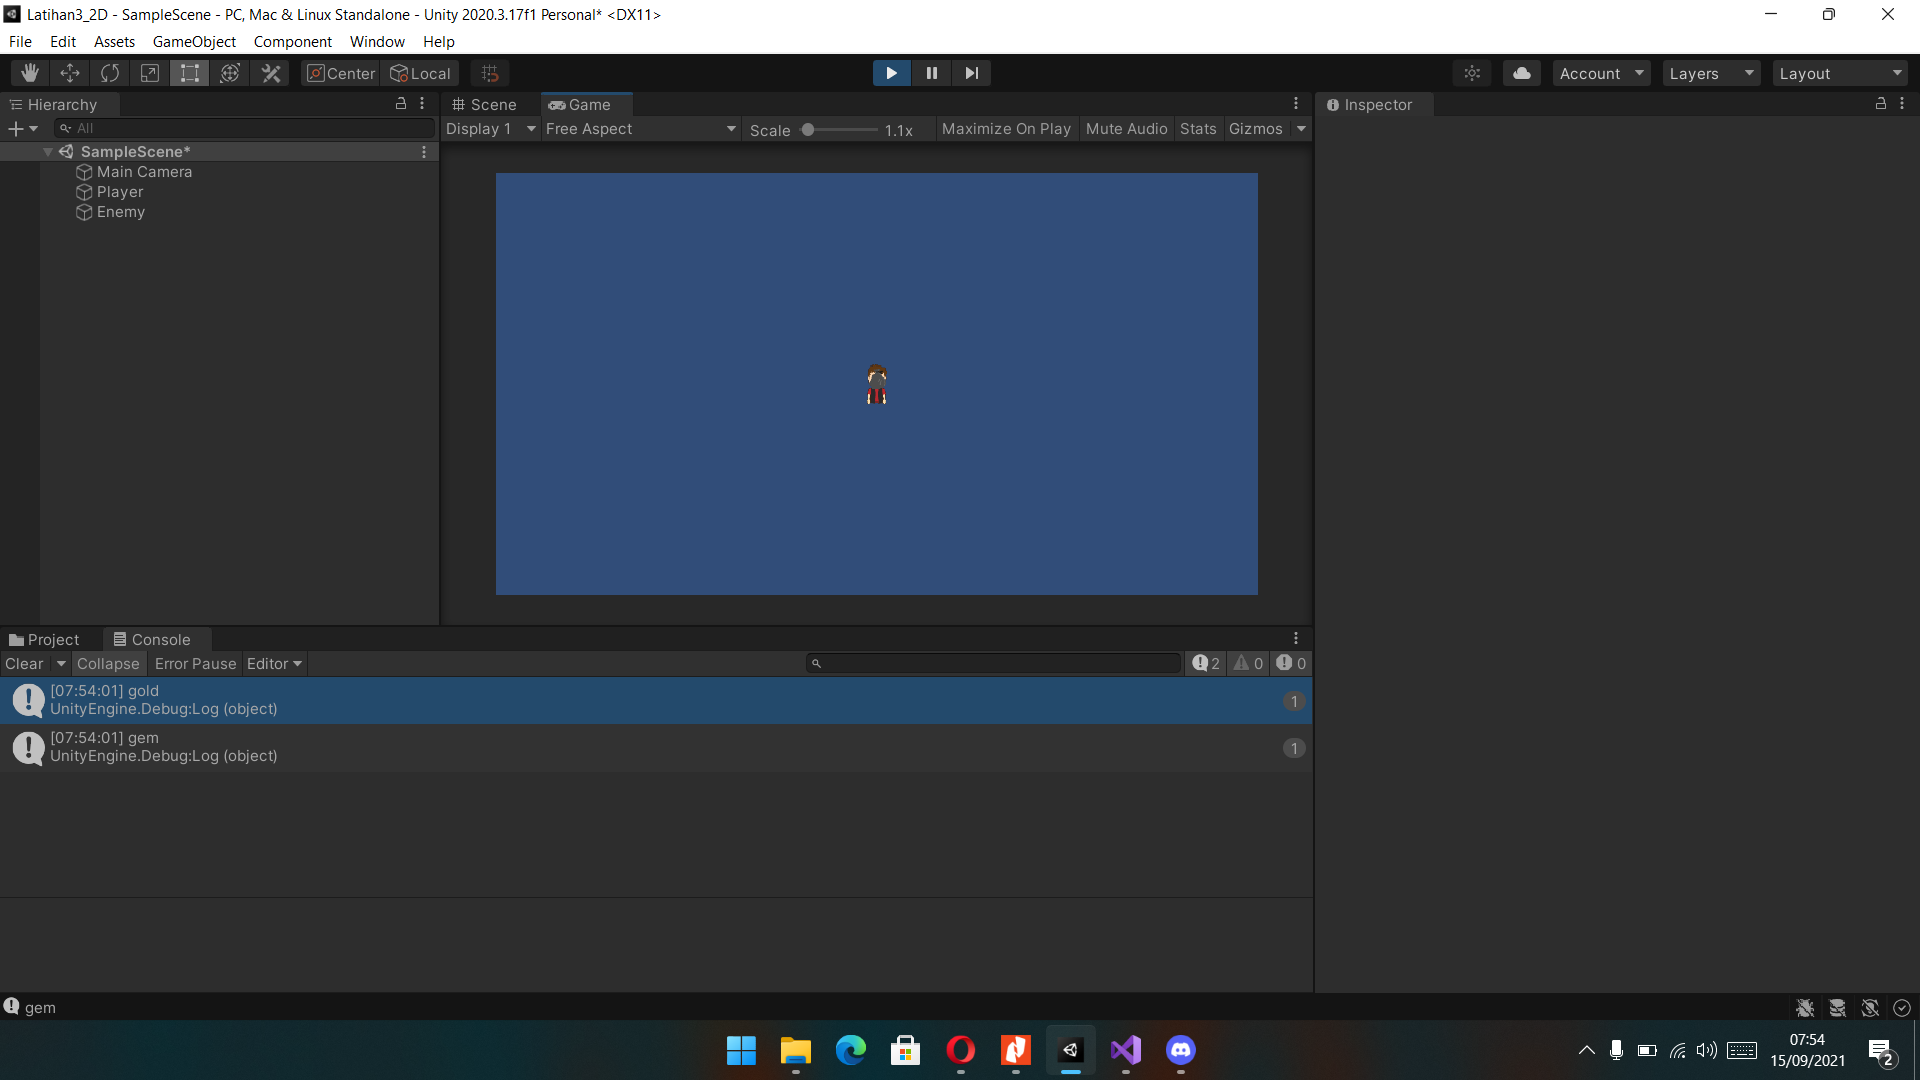 Latihan3_2D - SampleScene - PC, Mac & Linux Standalone - Unity 2020.3.17f1 Personal* <DX11>
File Edit Assets GameObject Component Window Help
Center Local Account Layers Layout
Hierarchy
All
SampleScene*
Main Camera
Player
Enemy
Scene Game
Display 1 Free Aspect Scale 1.1x Maximize On Play Mute Audio Stats Gizmos
Inspector
Project Console
Clear Collapse Error Pause Editor 2 0 0
[07:54:01] gold
UnityEngine.Debug:Log (object)
1
[07:54:01] gem
UnityEngine.Debug:Log (object)
1
gem
07:54
15/09/2021
2